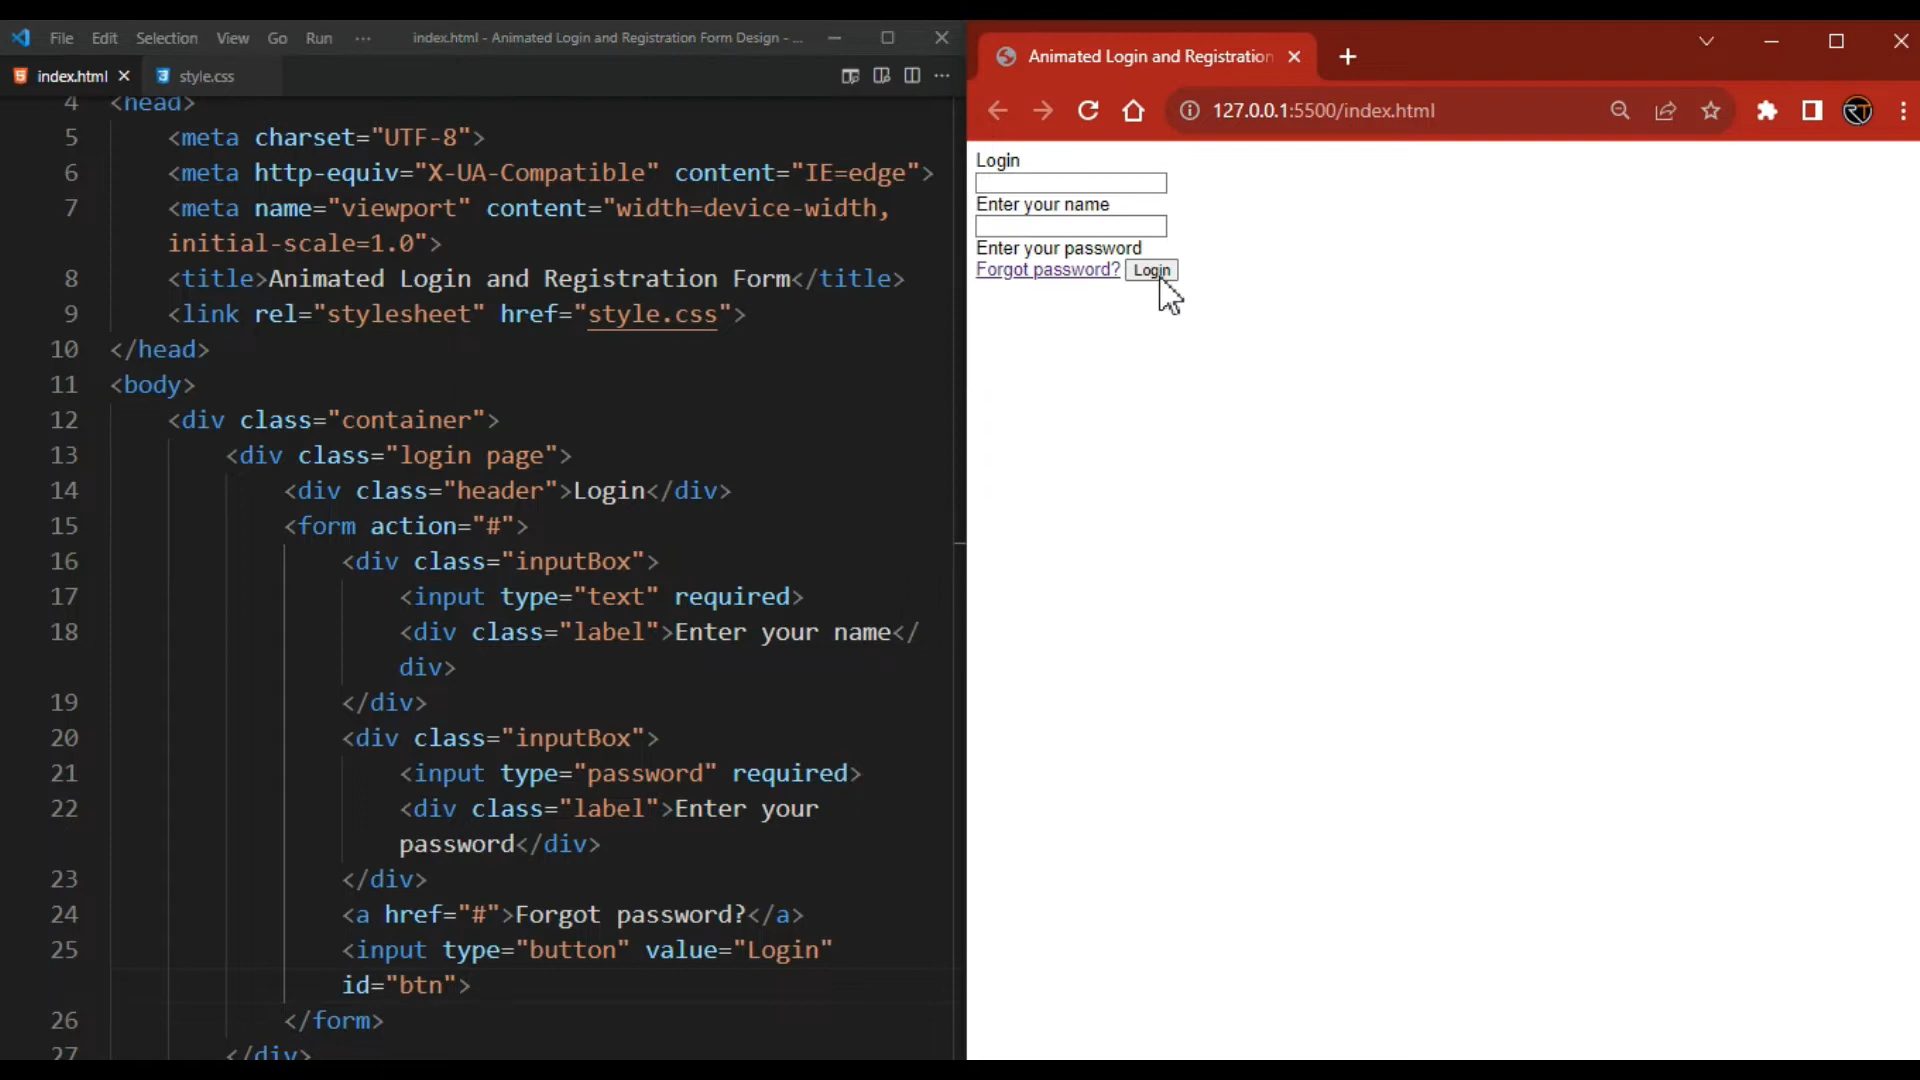 File Edit Selection View Go Run ··· index.html - Animated Login and Registration Form Design - ...
index.html style.css
4 <head>
5 <meta charset="UTF-8">
6 <meta http-equiv="X-UA-Compatible" content="IE=edge">
7 <meta name="viewport" content="width=device-width,
initial-scale=1.0">
8 <title>Animated Login and Registration Form</title>
9 <link rel="stylesheet" href="style.css">
10 </head>
11 <body>
12 <div class="container">
13 <div class="login page">
14 <div class="header">Login</div>
15 <form action="#">
16 <div class="inputBox">
17 <input type="text" required>
18 <div class="label">Enter your name</
div>
19 </div>
20 <div class="inputBox">
21 <input type="password" required>
22 <div class="label">Enter your
password</div>
23 </div>
24 <a href="#">Forgot password?</a>
25 <input type="button" value="Login"
id="btn">
26 </form>
27 </div>
Animated Login and Registration
127.0.0.1:5500/index.html
RT
Login
Enter your name
Enter your password
Forgot password? Login